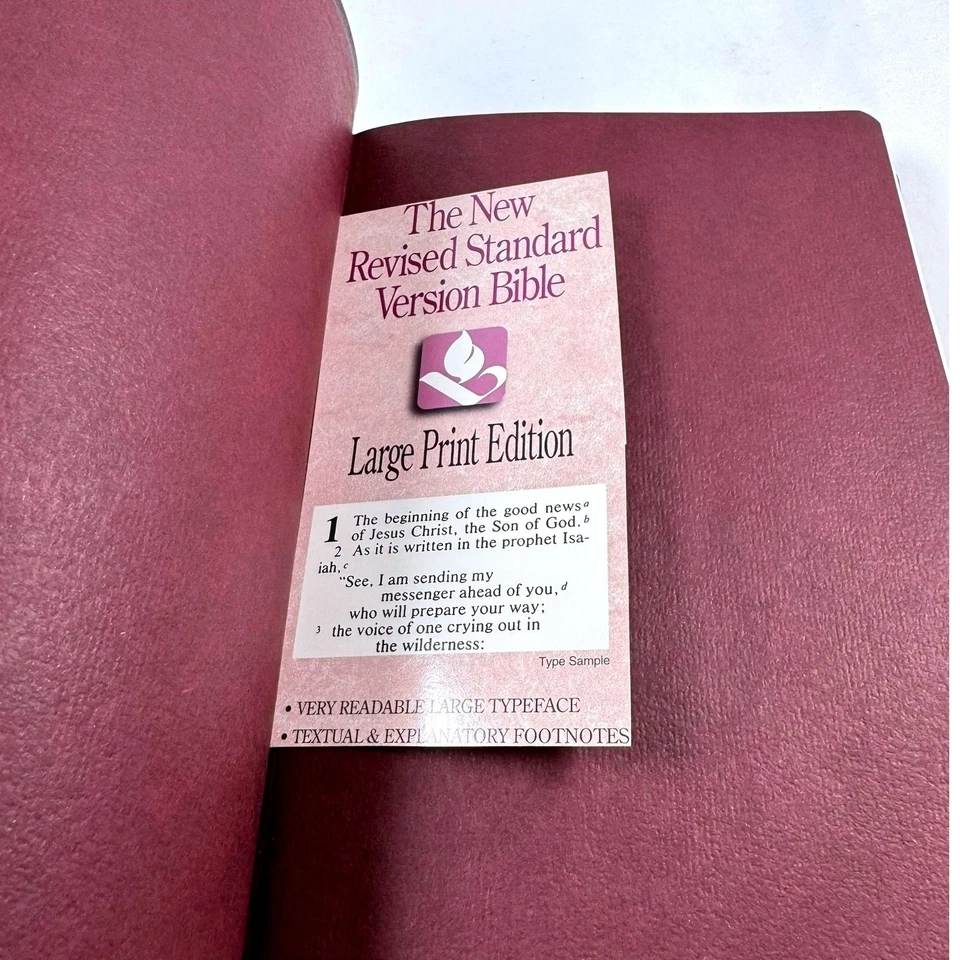 The New
Revised Standard
Version Bible
Large Print Edition
1 The beginning of the good newsᵃ
of Jesus Christ, the Son of God.ᵇ
2 As it is written in the prophet Isa-
iah,ᶜ
“See, I am sending my
messenger ahead of you,ᵈ
who will prepare your way;
³ the voice of one crying out in
the wilderness:
Type Sample
• VERY READABLE LARGE TYPEFACE
• TEXTUAL & EXPLANATORY FOOTNOTES